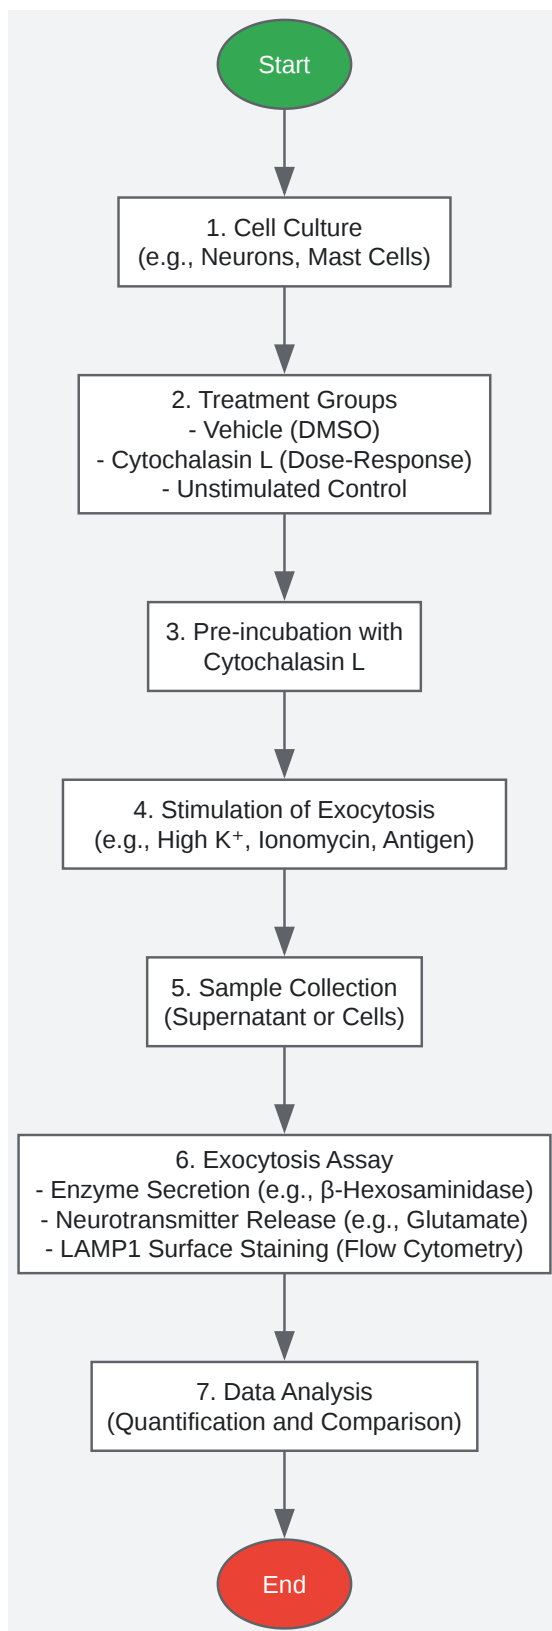 Start
1. Cell Culture
(e.g., Neurons, Mast Cells)
2. Treatment Groups
- Vehicle (DMSO)
- Cytochalasin L (Dose-Response)
- Unstimulated Control
3. Pre-incubation with
Cytochalasin L
4. Stimulation of Exocytosis
(e.g., High K⁺, Ionomycin, Antigen)
5. Sample Collection
(Supernatant or Cells)
6. Exocytosis Assay
- Enzyme Secretion (e.g., β-Hexosaminidase)
- Neurotransmitter Release (e.g., Glutamate)
- LAMP1 Surface Staining (Flow Cytometry)
7. Data Analysis
(Quantification and Comparison)
End